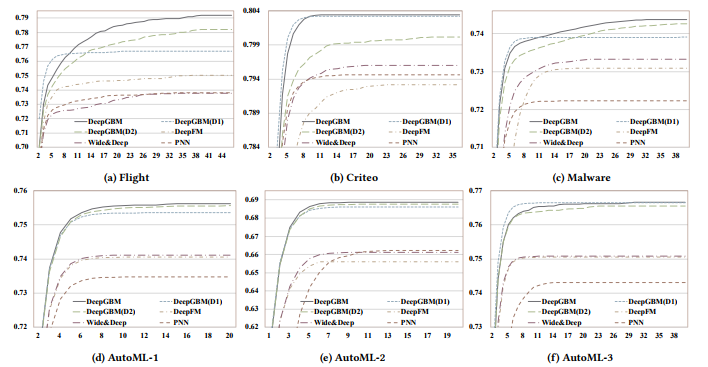 0.79
0.78
0.77
0.76
0.75
0.74
0.73
0.72
0.71
0.70
2 5 8 11 14 17 20 23 26 29 32 35 38 41 44
DeepGBM DeepGBM(D1)
DeepGBM(D2) DeepFM
Wide&Deep PNN
(a) Flight
0.804
0.799
0.794
0.789
0.784
2 5 8 11 14 17 20 23 26 29 32 35
DeepGBM DeepGBM(D1)
DeepGBM(D2) DeepFM
Wide&Deep PNN
(b) Criteo
0.74
0.73
0.72
0.71
2 5 8 11 14 17 20 23 26 29 32 35 38
DeepGBM DeepGBM(D1)
DeepGBM(D2) DeepFM
Wide&Deep PNN
(c) Malware
0.76
0.75
0.74
0.73
0.72
2 4 6 8 10 12 14 16 18 20
DeepGBM DeepGBM(D1)
DeepGBM(D2) DeepFM
Wide&Deep PNN
(d) AutoML-1
0.69
0.68
0.67
0.66
0.65
0.64
0.63
0.62
1 3 5 7 9 11 13 15 17 19
DeepGBM DeepGBM(D1)
DeepGBM(D2) DeepFM
Wide&Deep PNN
(e) AutoML-2
0.77
0.76
0.75
0.74
0.73
2 5 8 11 14 17 20 23 26 29 32 35 38
DeepGBM DeepGBM(D1)
DeepGBM(D2) DeepFM
Wide&Deep PNN
(f) AutoML-3